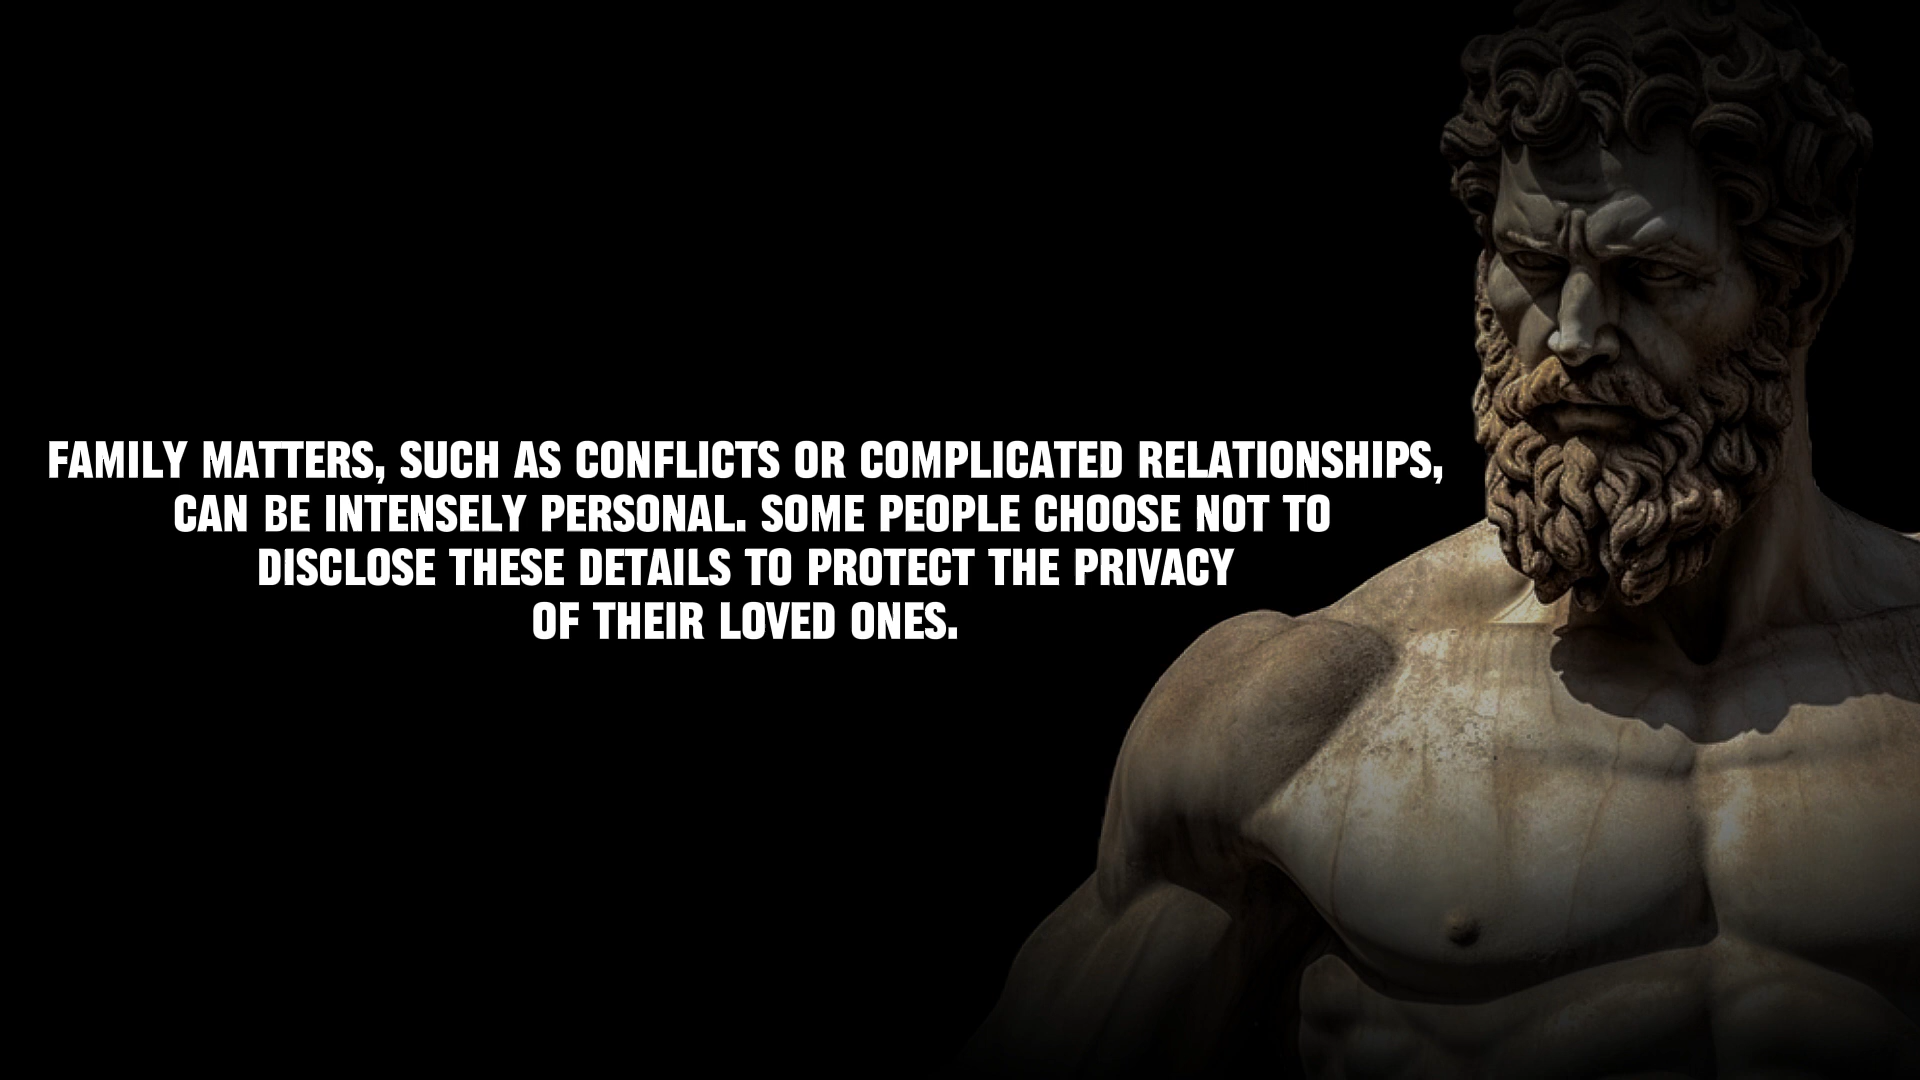 FAMILY MATTERS, SUCH AS CONFLICTS OR COMPLICATED RELATIONSHIPS,
CAN BE INTENSELY PERSONAL. SOME PEOPLE CHOOSE NOT TO
DISCLOSE THESE DETAILS TO PROTECT THE PRIVACY
OF THEIR LOVED ONES.